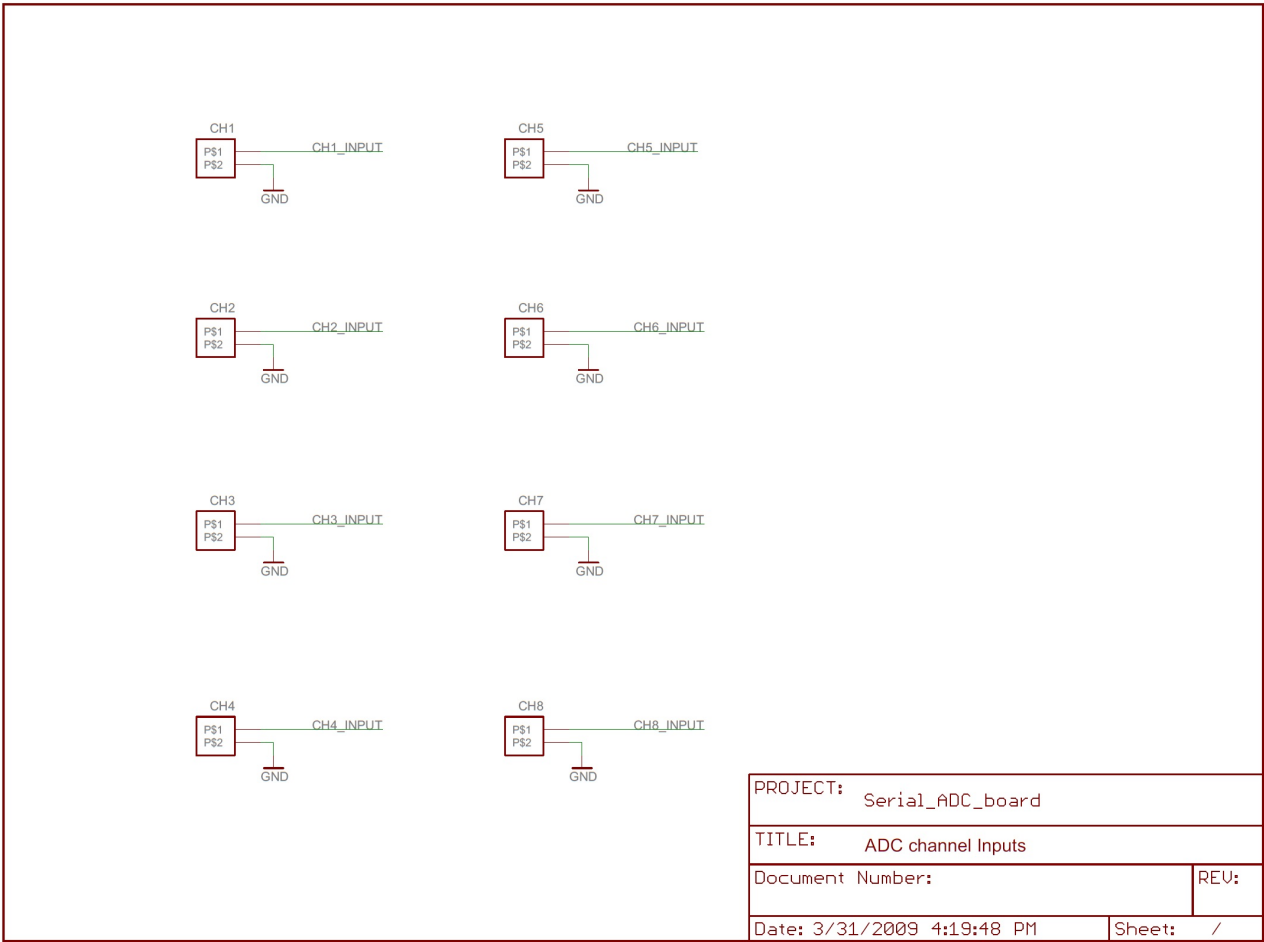 CH1
P$1 CH1_INPUT
P$2
GND
CH5
P$1 CH5_INPUT
P$2
GND
CH2
P$1 CH2_INPUT
P$2
GND
CH6
P$1 CH6_INPUT
P$2
GND
CH3
P$1 CH3_INPUT
P$2
GND
CH7
P$1 CH7_INPUT
P$2
GND
CH4
P$1 CH4_INPUT
P$2
GND
CH8
P$1 CH8_INPUT
P$2
GND
PROJECT: Serial_ADC_board
TITLE: ADC channel Inputs
Document Number: REV:
Date: 3/31/2009 4:19:48 PM Sheet: /